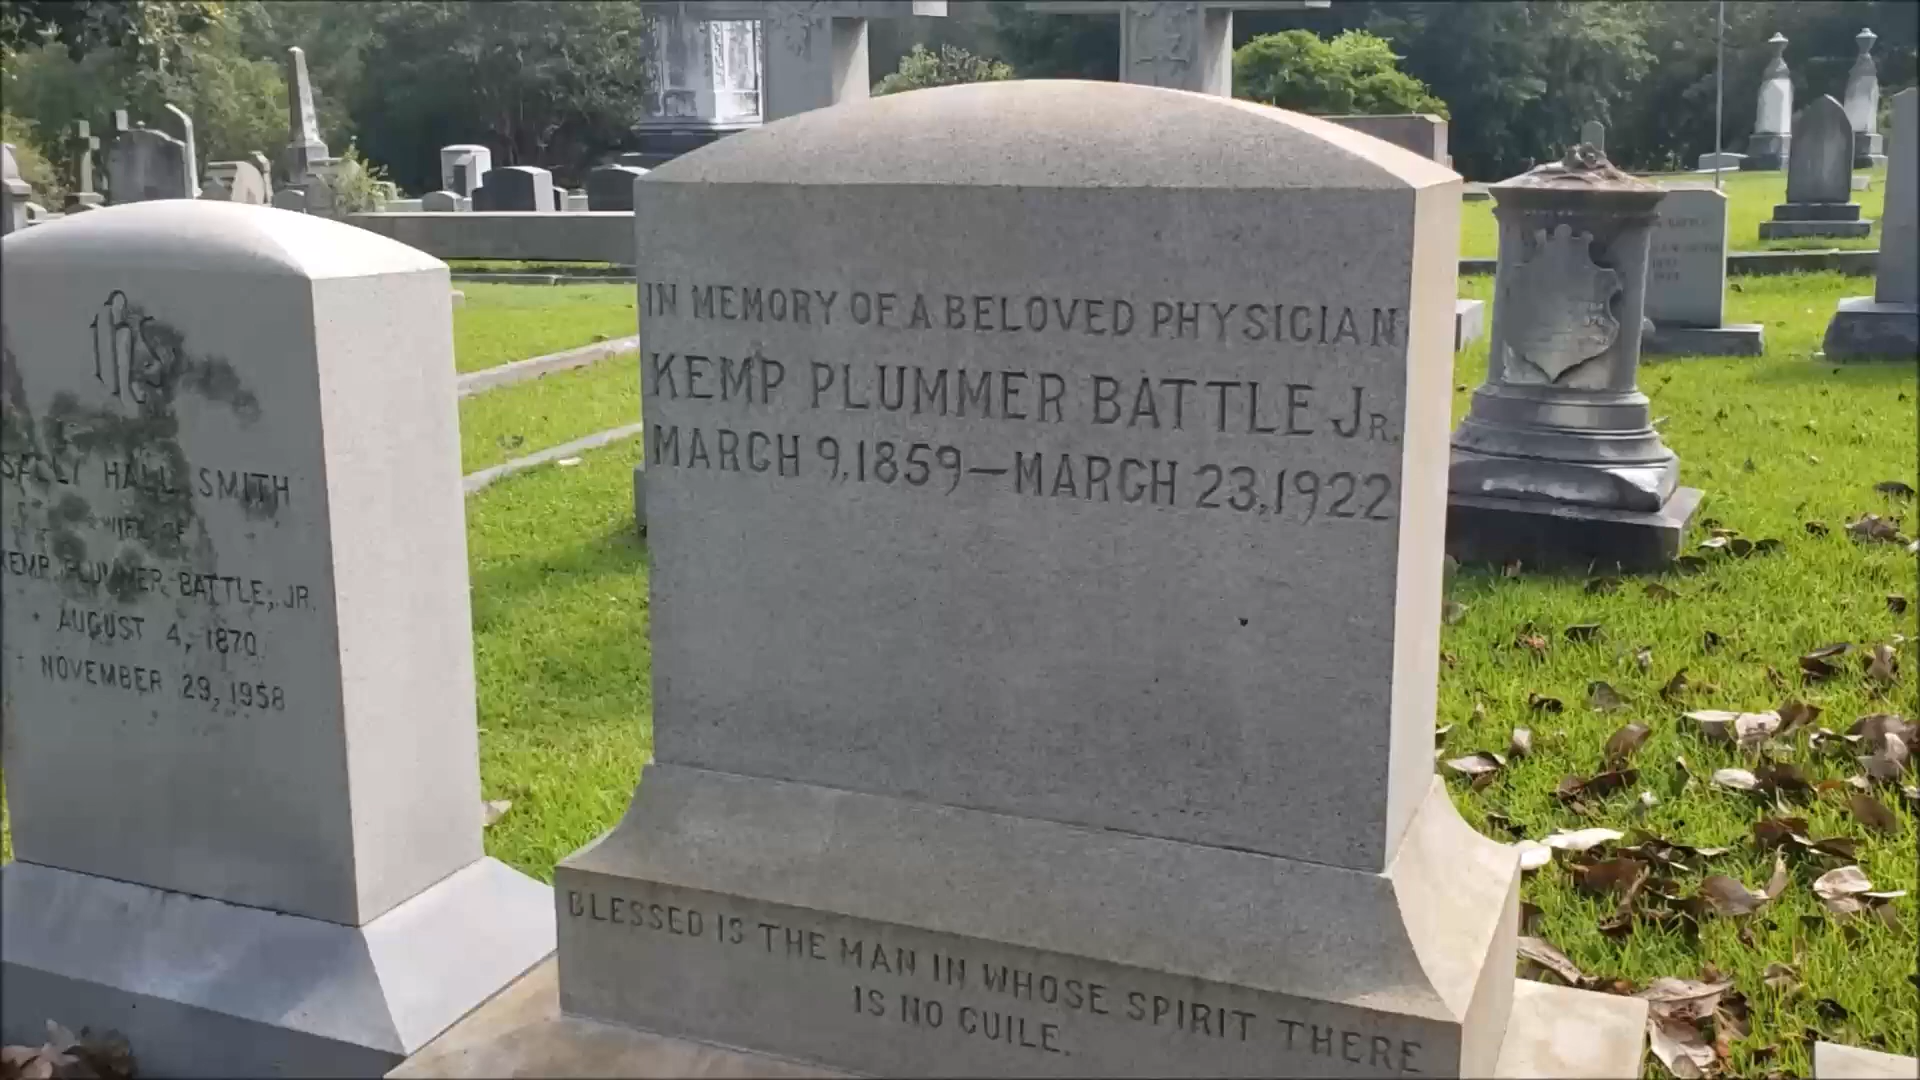 IHS
SALLY HALL SMITH
WIFE OF
KEMP PLUMMER BATTLE, JR.
AUGUST 4, 1870
NOVEMBER 29, 1958
IN MEMORY OF A BELOVED PHYSICIAN
KEMP PLUMMER BATTLE JR.
MARCH 9, 1859—MARCH 23, 1922
BLESSED IS THE MAN IN WHOSE SPIRIT THERE
IS NO GUILE.